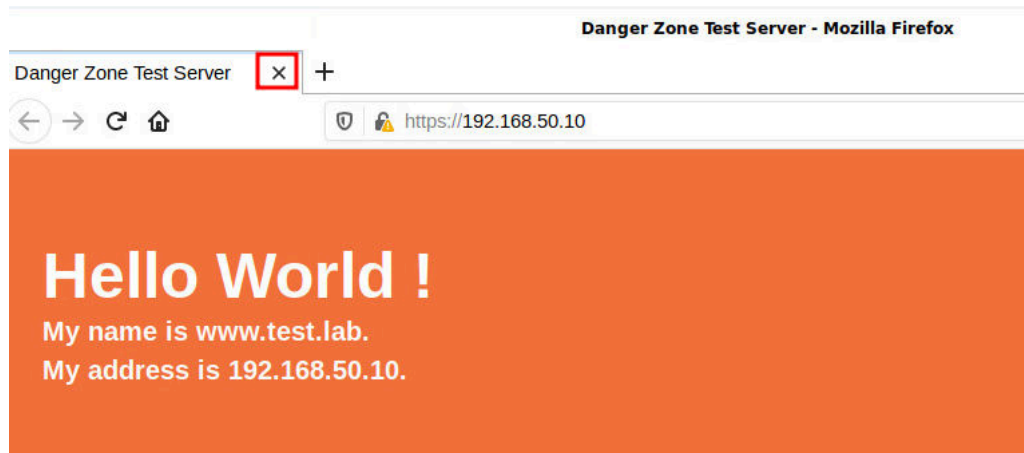 Danger Zone Test Server - Mozilla Firefox
Danger Zone Test Server
https://192.168.50.10
Hello World !
My name is www.test.lab.
My address is 192.168.50.10.